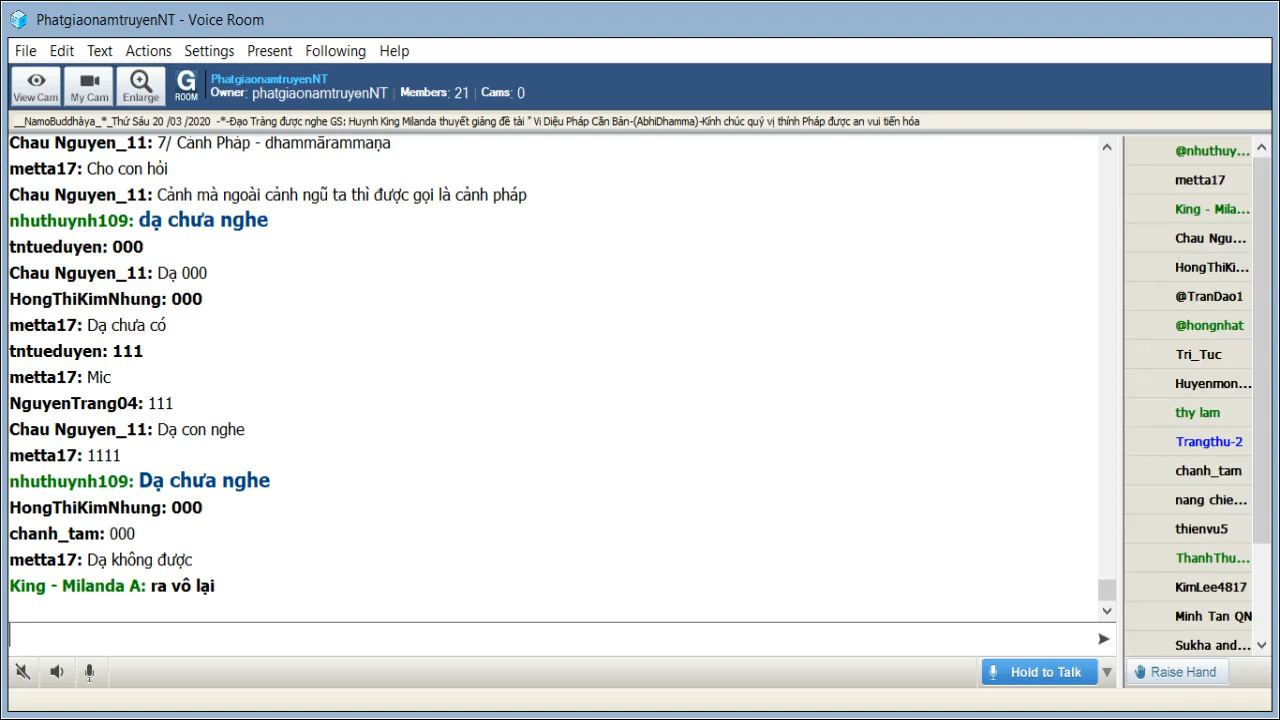 PhatgiaonamtruyenNT - Voice Room
File Edit Text Actions Settings Present Following Help
View Cam My Cam Enlarge G ROOM
PhatgiaonamtruyenNT
Owner: phatgiaonamtruyenNT Members: 21 Cams: 0
__NamoBuddhàya_*_Thứ Sáu 20 /03 /2020 -*-Đạo Tràng được nghe GS: Huynh King Milanda thuyết giảng đề tài " Vi Diệu Pháp Căn Bản-(AbhiDhamma)-Kính chúc quý vị thính Pháp được an vui tiến hóa
Chau Nguyen_11: 7/ Cảnh Pháp - dhammārammaṇa
metta17: Cho con hỏi
Chau Nguyen_11: Cảnh mà ngoài cảnh ngũ ta thì được gọi là cảnh pháp
nhuthuynh109: dạ chưa nghe
tntueduyen: 000
Chau Nguyen_11: Dạ 000
HongThiKimNhung: 000
metta17: Dạ chưa có
tntueduyen: 111
metta17: Mic
NguyenTrang04: 111
Chau Nguyen_11: Dạ con nghe
metta17: 1111
nhuthuynh109: Dạ chưa nghe
HongThiKimNhung: 000
chanh_tam: 000
metta17: Dạ không được
King - Milanda A: ra vô lại
@nhuthuy...
metta17
King - Mila...
Chau Ngu...
HongThiKi...
@TranDao1
@hongnhat
Tri_Tuc
Huyenmon...
thy lam
Trangthu-2
chanh_tam
nang chie...
thienvu5
ThanhThu...
KimLee4817
Minh Tan QN
Sukha and...
Hold to Talk
Raise Hand